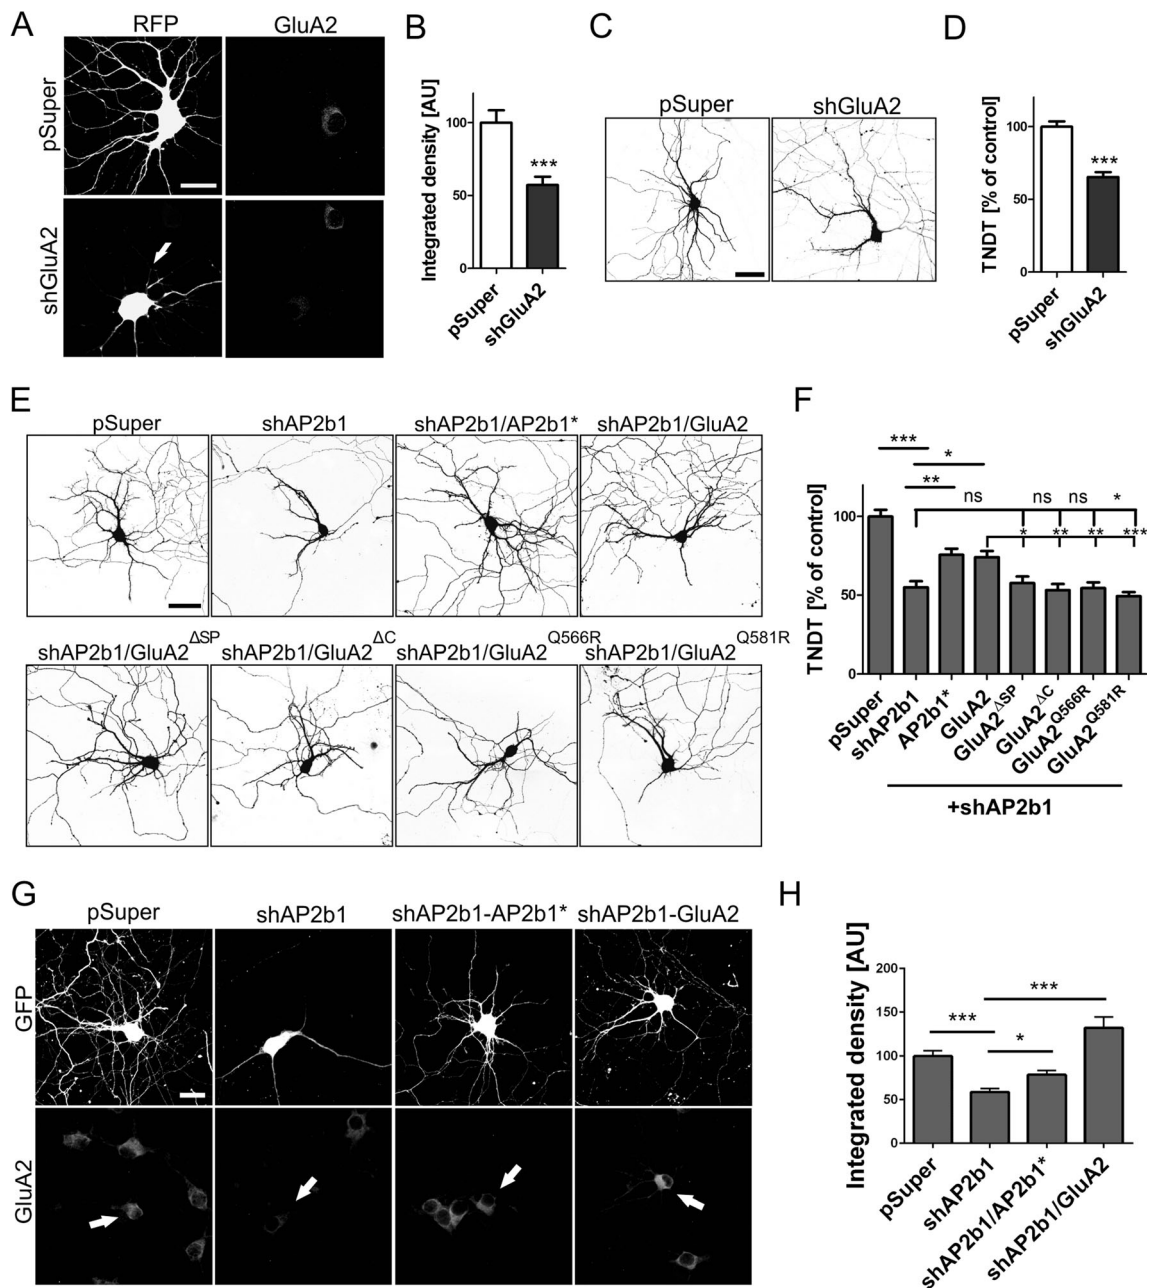 A
RFP
GluA2
pSuper
shGluA2
B
Integrated density [AU]
100
50
0
***
pSuper
shGluA2
C
pSuper
shGluA2
D
TNDT [% of control]
100
50
0
***
pSuper
shGluA2
E
pSuper
shAP2b1
shAP2b1/AP2b1*
shAP2b1/GluA2
shAP2b1/GluA2ΔSP
shAP2b1/GluA2ΔC
shAP2b1/GluA2Q566R
shAP2b1/GluA2Q581R
F
TNDT [% of control]
100
50
0
***
*
**
ns ns ns *
* ** ** ***
pSuper
shAP2b1
AP2b1*
GluA2
GluA2ΔSP
GluA2ΔC
GluA2Q566R
GluA2Q581R
+shAP2b1
G
pSuper
shAP2b1
shAP2b1-AP2b1*
shAP2b1-GluA2
GFP
GluA2
H
Integrated density [AU]
200
150
100
50
0
***
***
*
pSuper
shAP2b1
shAP2b1/AP2b1*
shAP2b1/GluA2